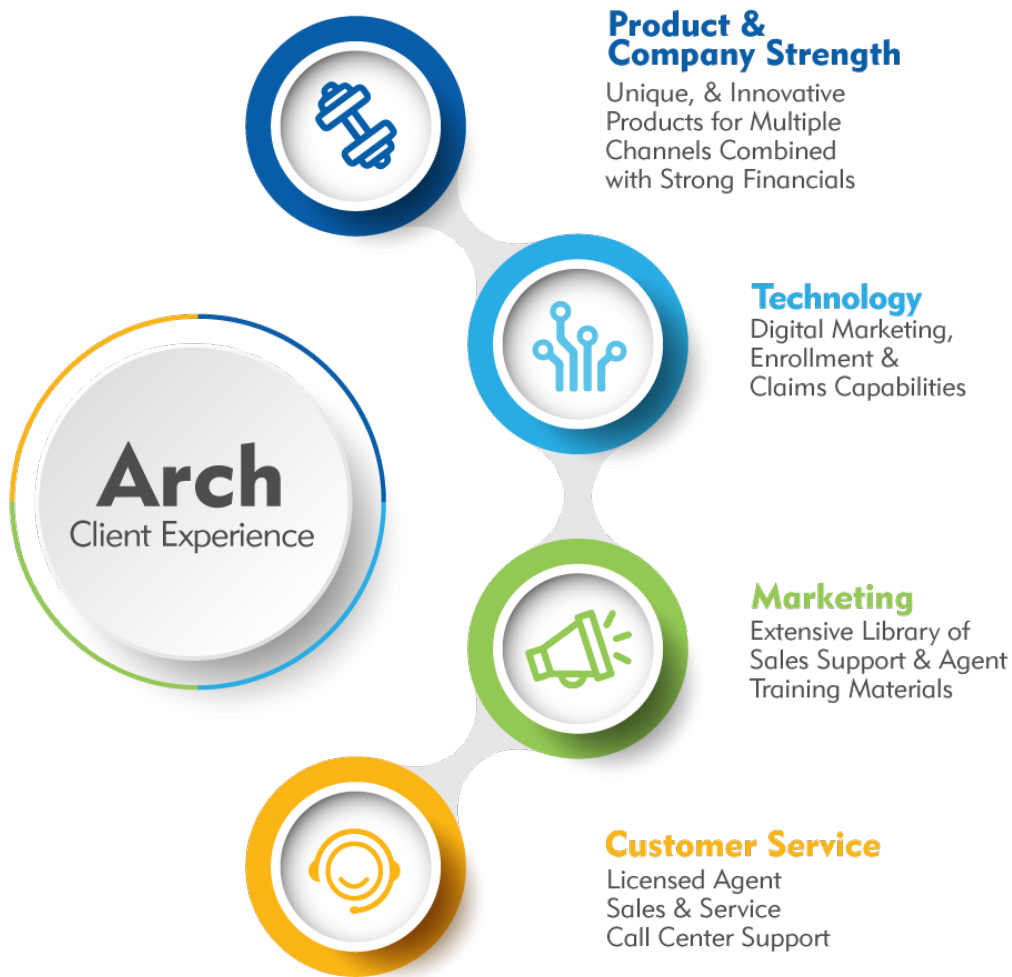 Product &
Company Strength
Unique, & Innovative
Products for Multiple
Channels Combined
with Strong Financials
Technology
Digital Marketing,
Enrollment &
Claims Capabilities
Arch
Client Experience
Marketing
Extensive Library of
Sales Support & Agent
Training Materials
Customer Service
Licensed Agent
Sales & Service
Call Center Support